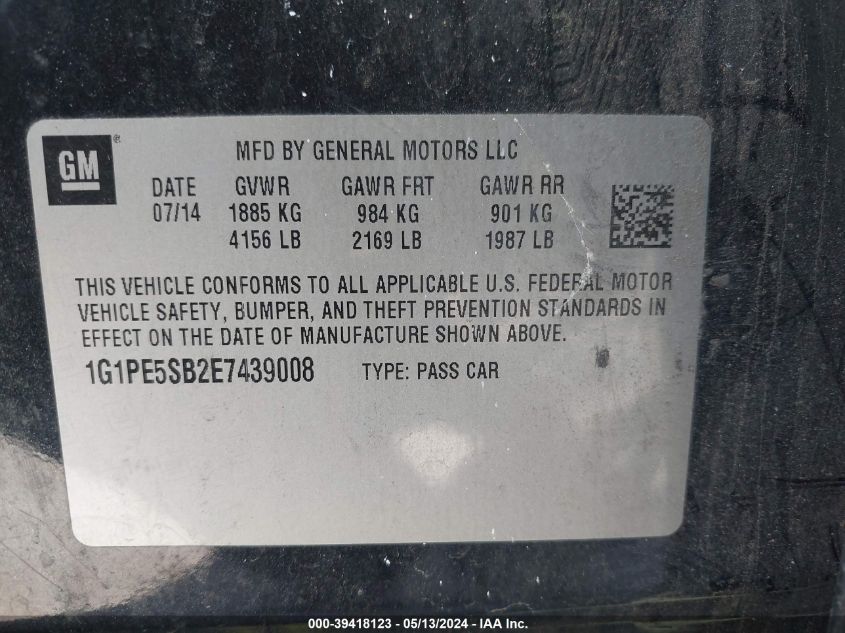 GM®
MFD BY GENERAL MOTORS LLC
DATE GVWR GAWR FRT GAWR RR
07/14 1885 KG 984 KG 901 KG
4156 LB 2169 LB 1987 LB
THIS VEHICLE CONFORMS TO ALL APPLICABLE U.S. FEDERAL MOTOR
VEHICLE SAFETY, BUMPER, AND THEFT PREVENTION STANDARDS IN
EFFECT ON THE DATE OF MANUFACTURE SHOWN ABOVE.
1G1PE5SB2E7439008 TYPE: PASS CAR
000-39418123 - 05/13/2024 - IAA Inc.